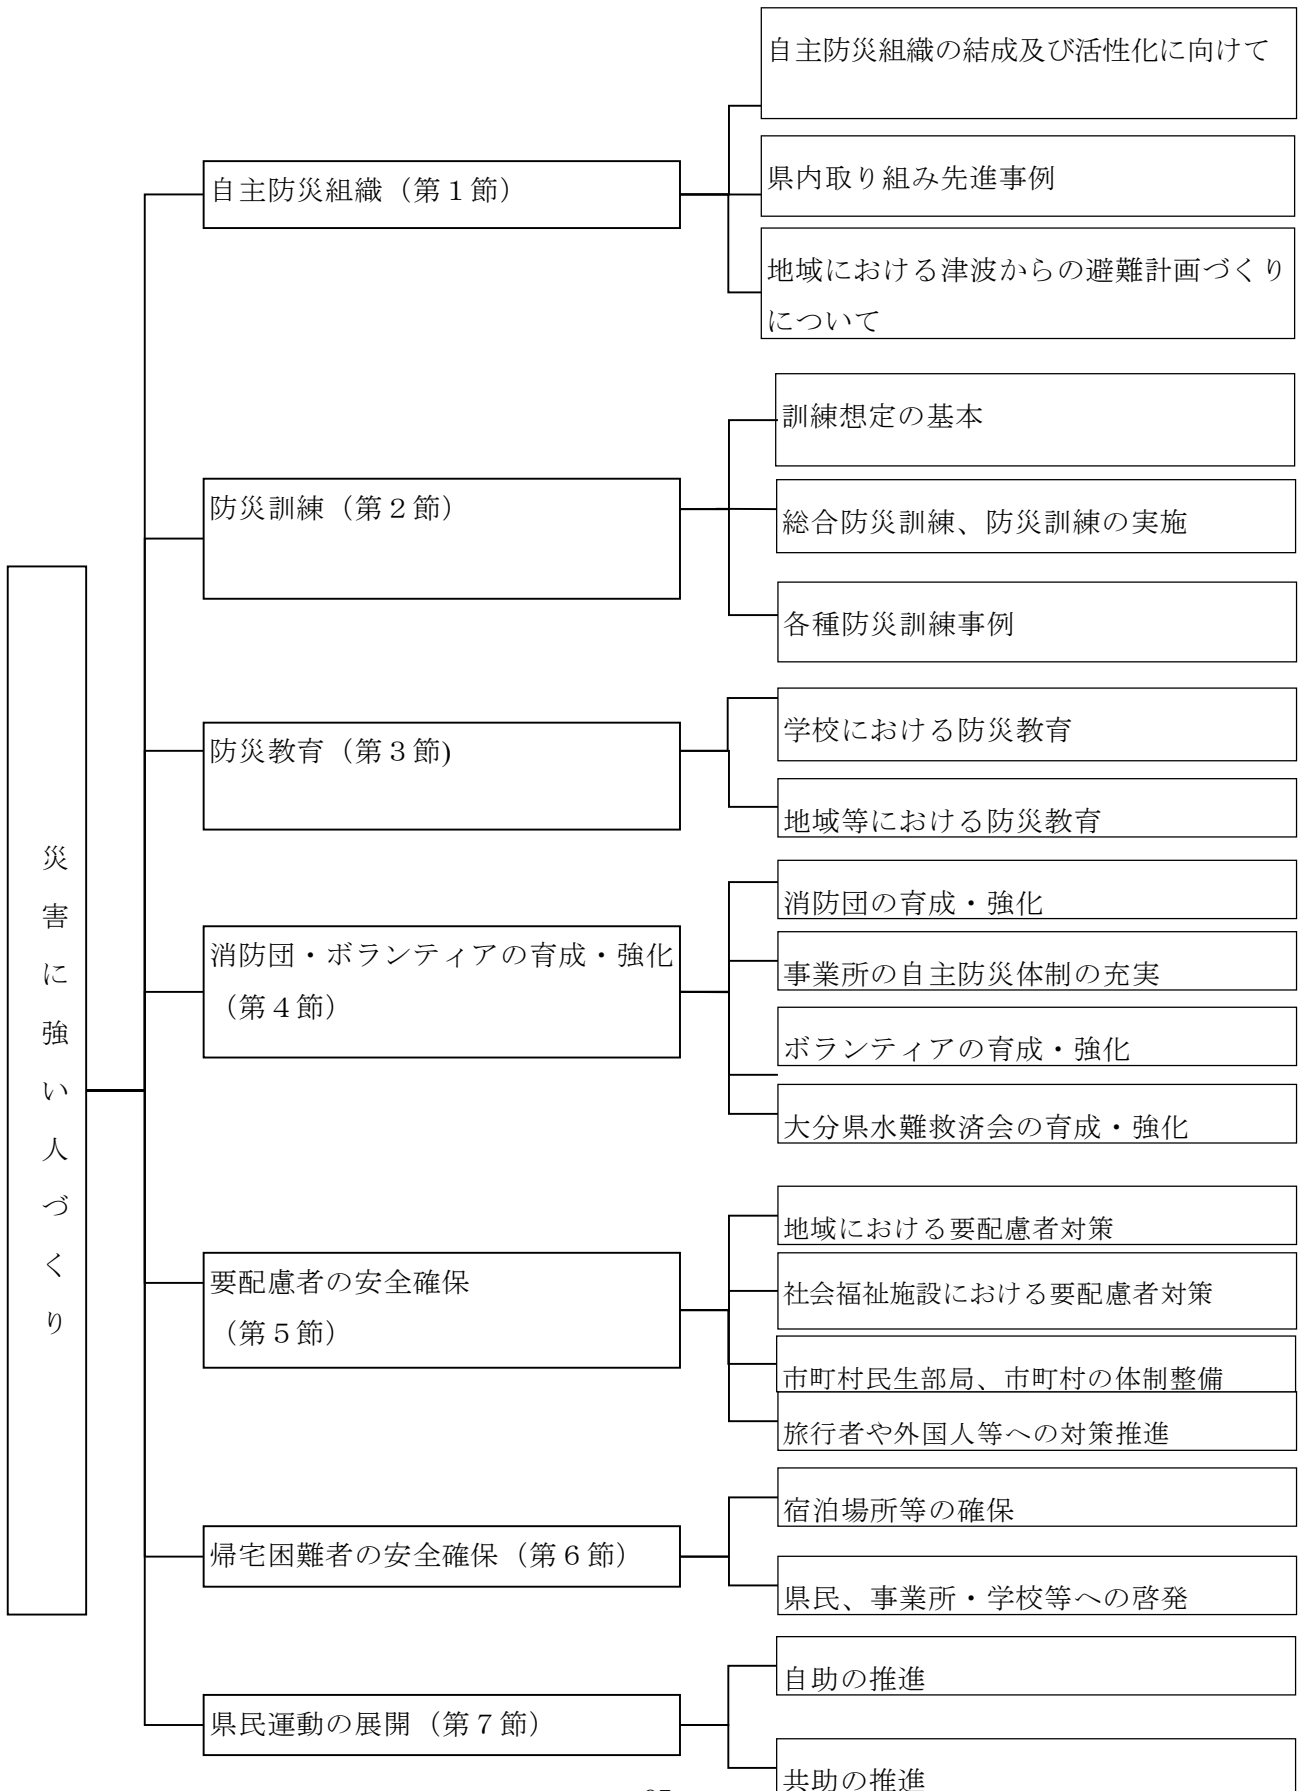 災害に強い人づくり
自主防災組織（第１節）
自主防災組織の結成及び活性化に向けて
県内取り組み先進事例
地域における津波からの避難計画づくり
について
防災訓練（第２節）
訓練想定の基本
総合防災訓練、防災訓練の実施
各種防災訓練事例
防災教育（第３節)
学校における防災教育
地域等における防災教育
消防団・ボランティアの育成・強化
（第４節）
消防団の育成・強化
事業所の自主防災体制の充実
ボランティアの育成・強化
大分県水難救済会の育成・強化
要配慮者の安全確保
（第５節）
地域における要配慮者対策
社会福祉施設における要配慮者対策
市町村民生部局、市町村の体制整備
旅行者や外国人等への対策推進
帰宅困難者の安全確保（第６節）
宿泊場所等の確保
県民、事業所・学校等への啓発
県民運動の展開（第７節）
自助の推進
共助の推進